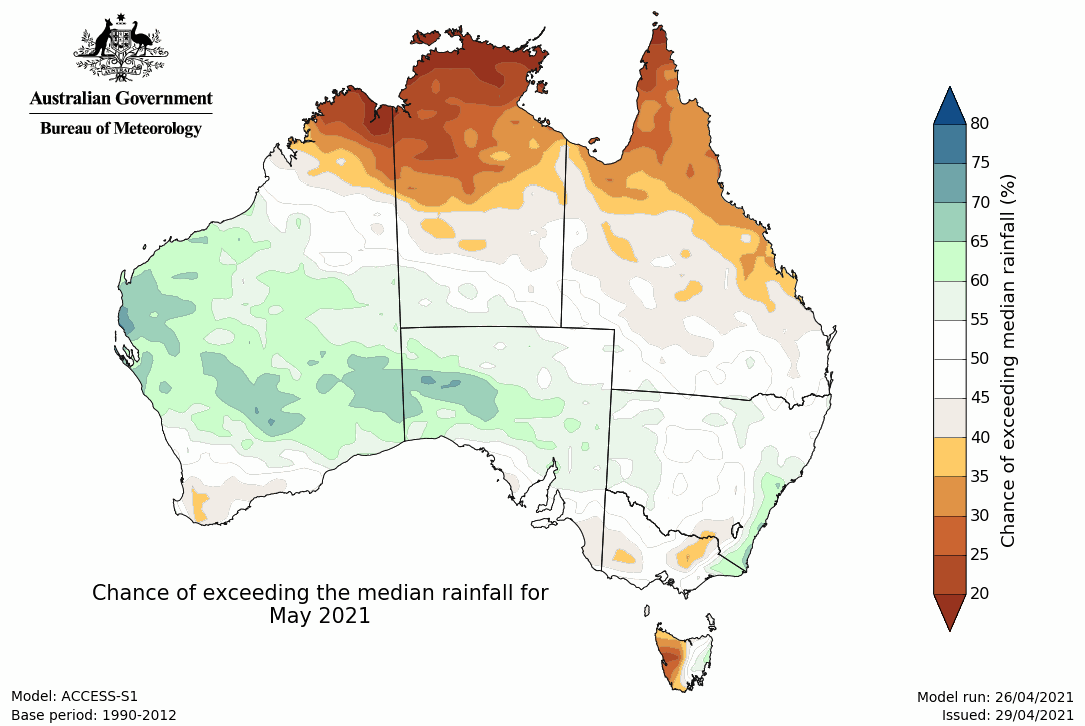 Australian Government
Bureau of Meteorology
80
75
70
65
60
55
50
45
40
35
30
25
20
Chance of exceeding median rainfall (%)
Chance of exceeding the median rainfall for
May 2021
Model: ACCESS-S1
Base period: 1990-2012
Model run: 26/04/2021
Issued: 29/04/2021